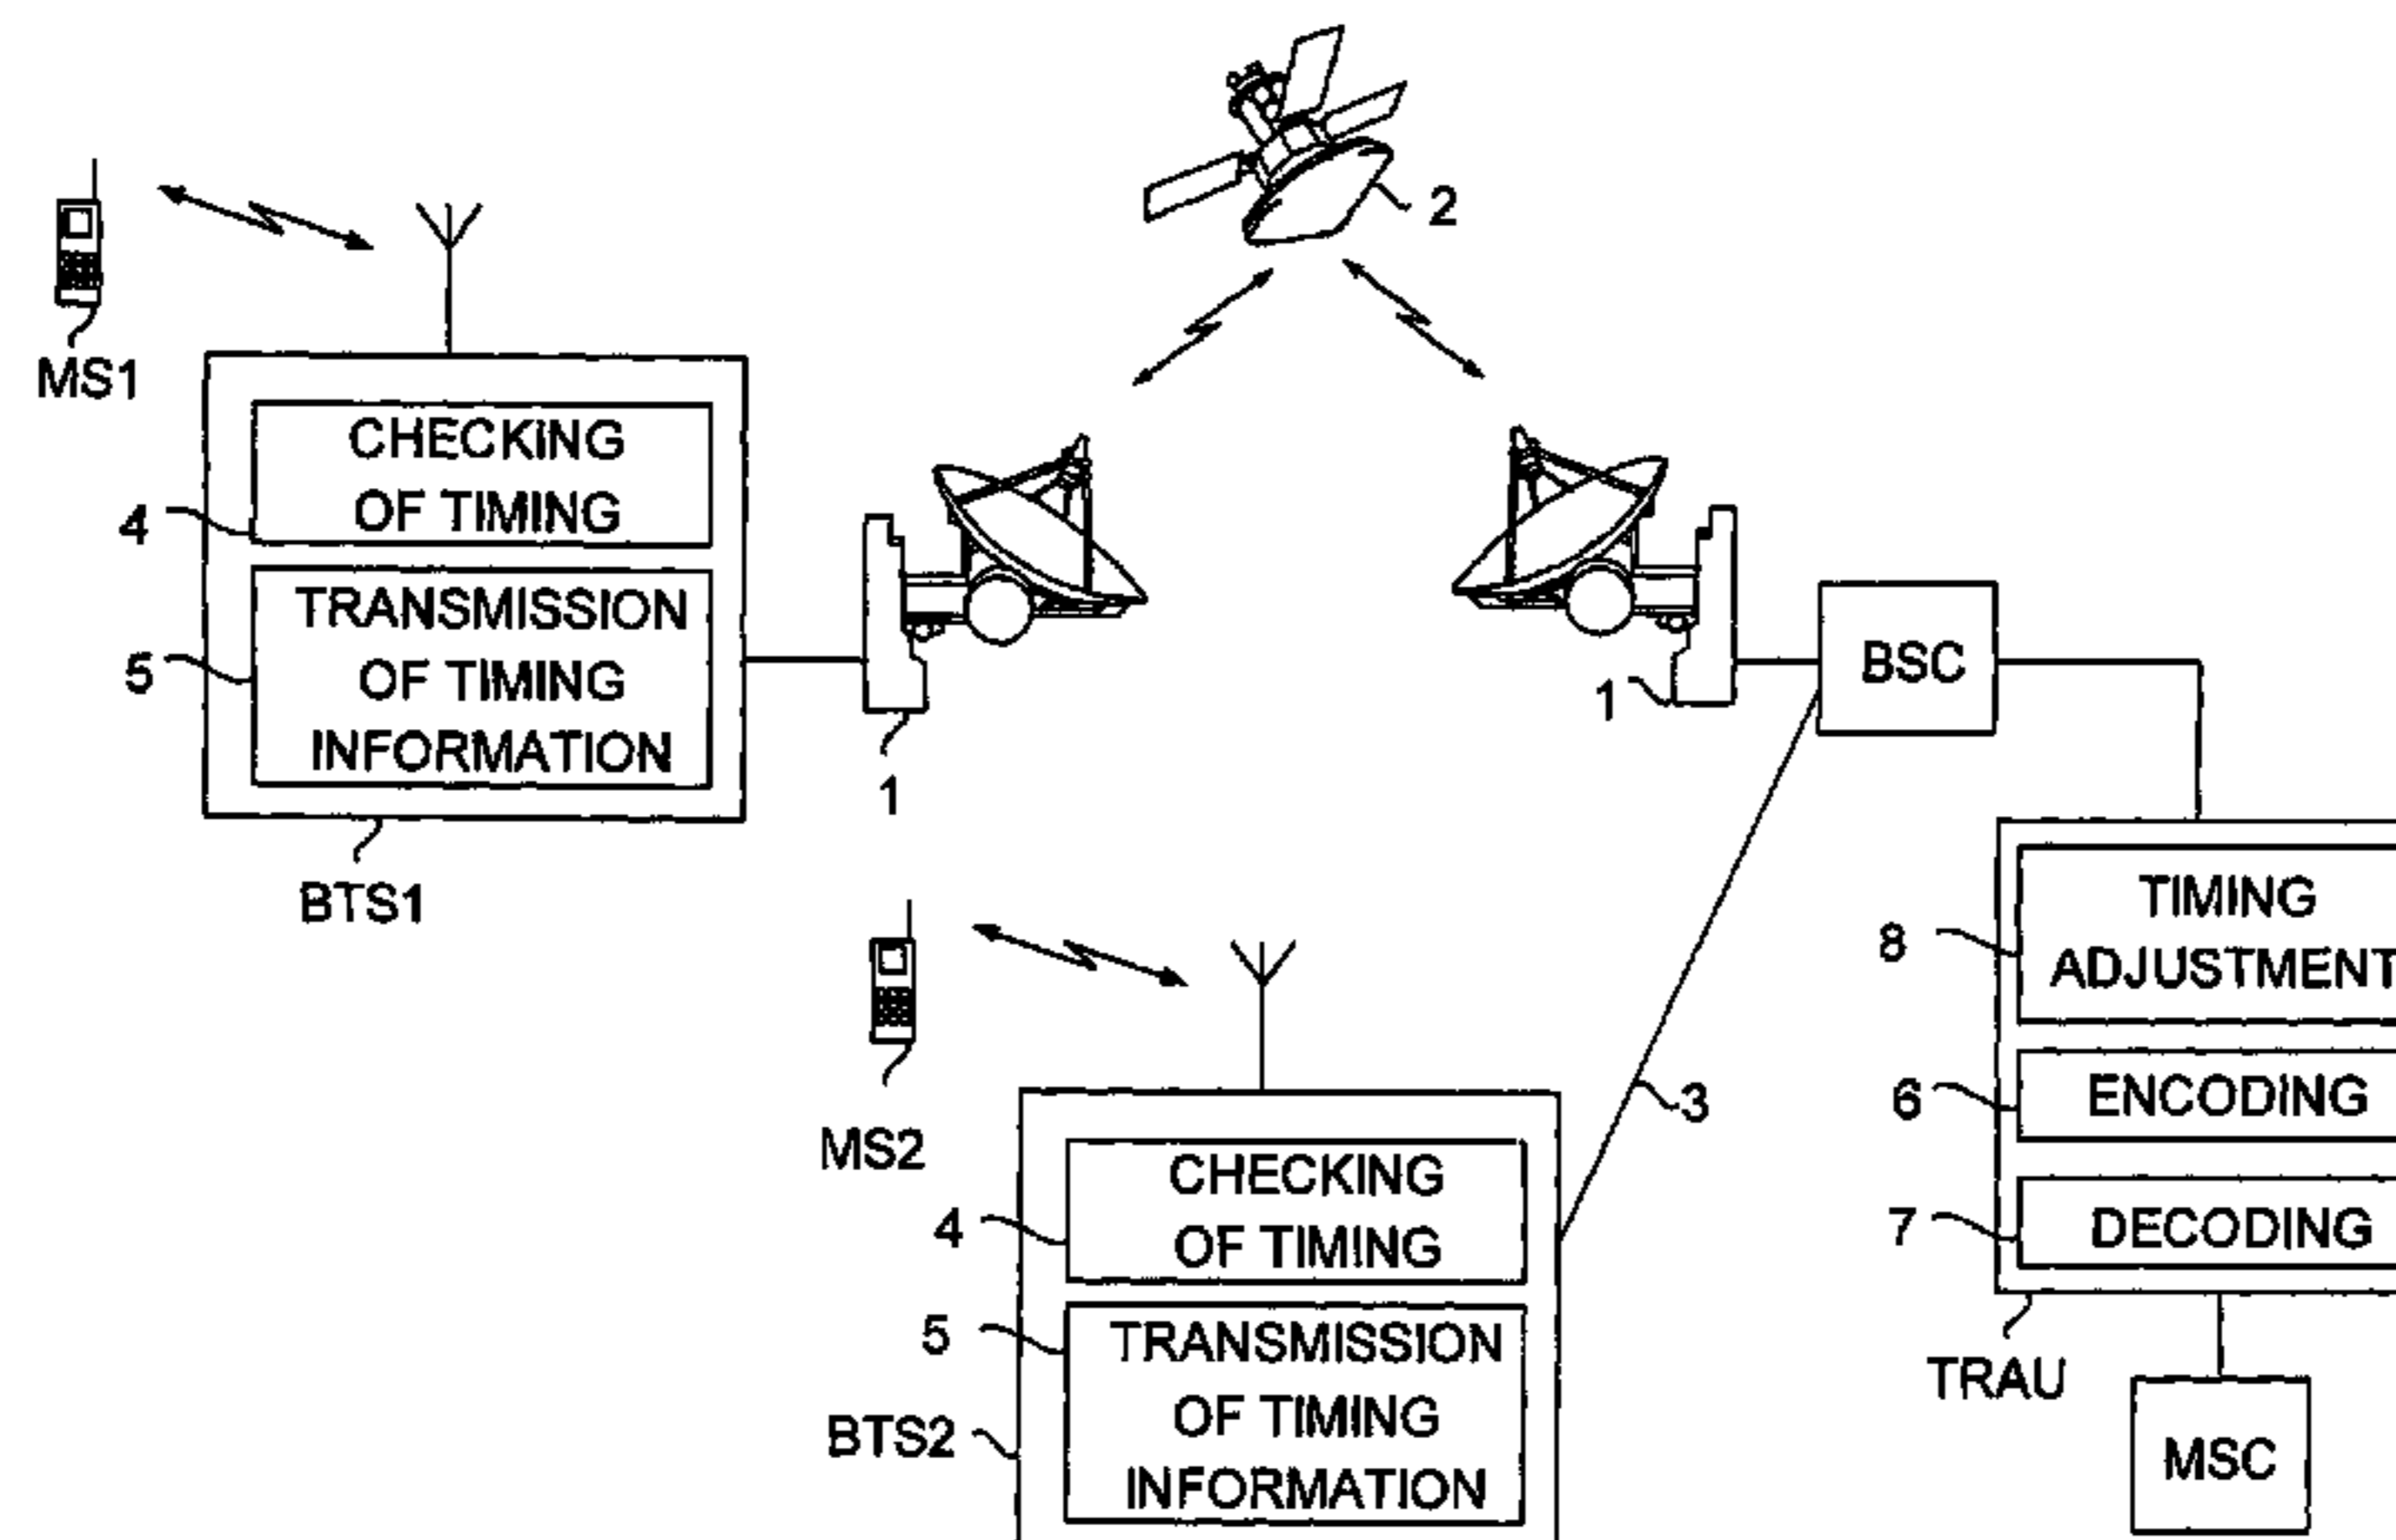 2
MS1
CHECKING
OF TIMING
4
TRANSMISSION
OF TIMING
INFORMATION
5
BTS1
1
1
BSC
TIMING
ADJUSTMENT
8
ENCODING
6
DECODING
7
TRAU
MSC
3
MS2
CHECKING
OF TIMING
4
TRANSMISSION
OF TIMING
INFORMATION
5
BTS2